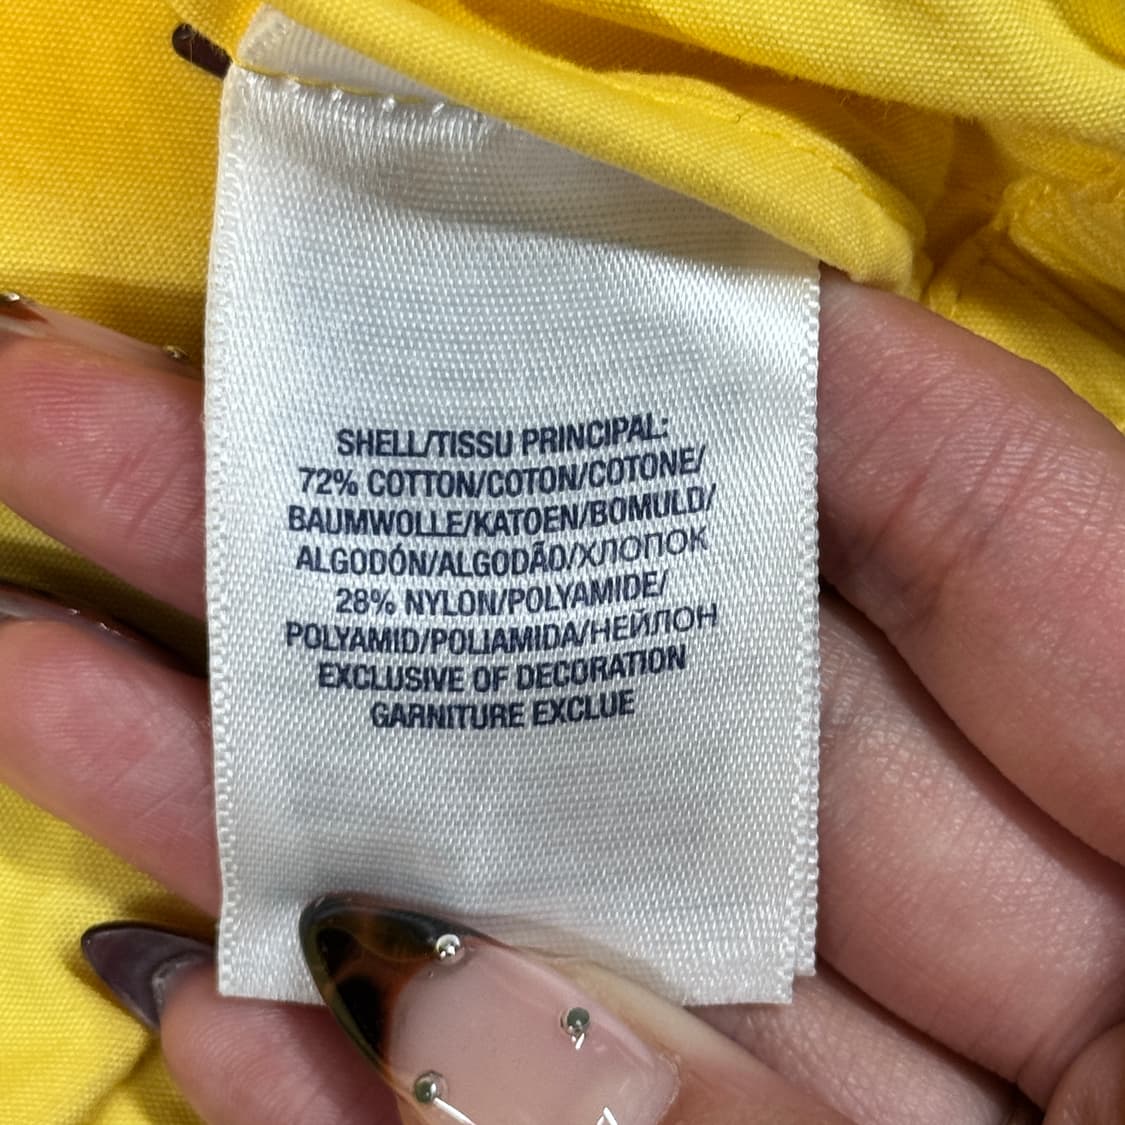 SHELL/TISSU PRINCIPAL:
72% COTTON/COTON/COTONE/
BAUMWOLLE/KATOEN/BOMULD/
ALGODÓN/ALGODÃO/ХЛОПОК
28% NYLON/POLYAMIDE/
POLYAMID/POLIAMIDA/НЕЙЛОН
EXCLUSIVE OF DECORATION
GARNITURE EXCLUE